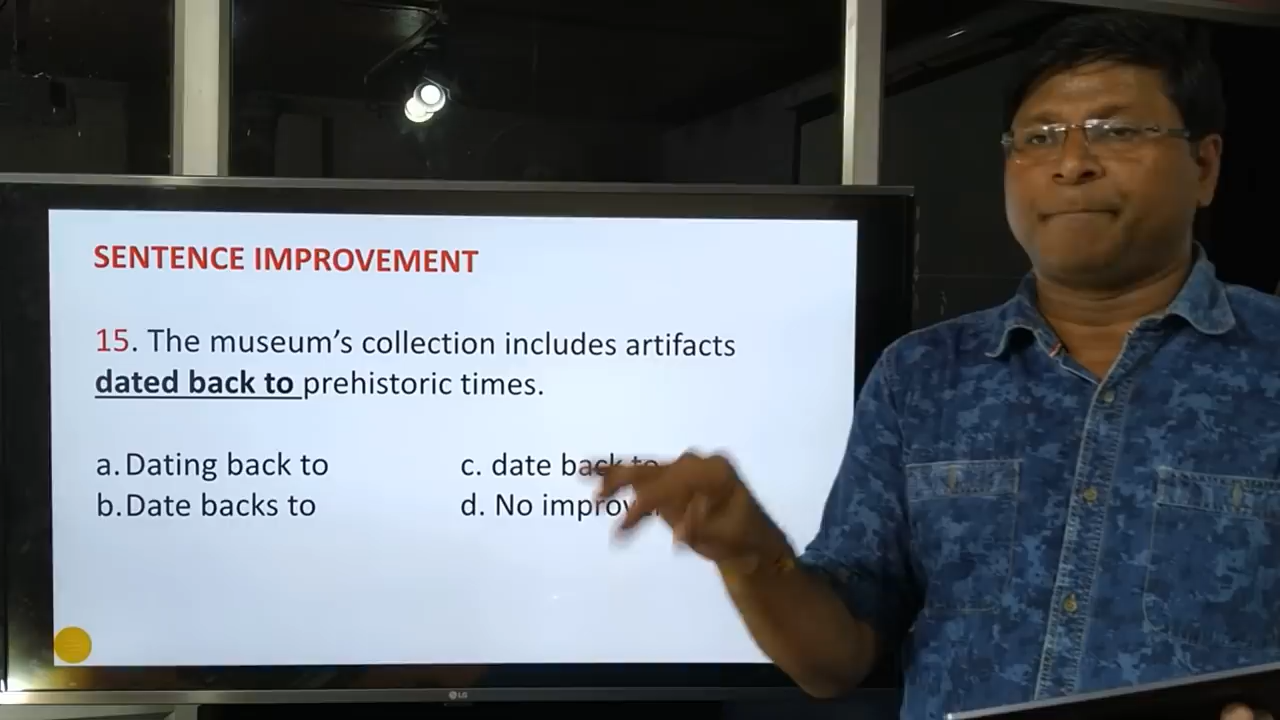 SENTENCE IMPROVEMENT
15. The museum's collection includes artifacts
dated back to prehistoric times.
a. Dating back to
c. date back to
b. Date backs to
d. No
LG